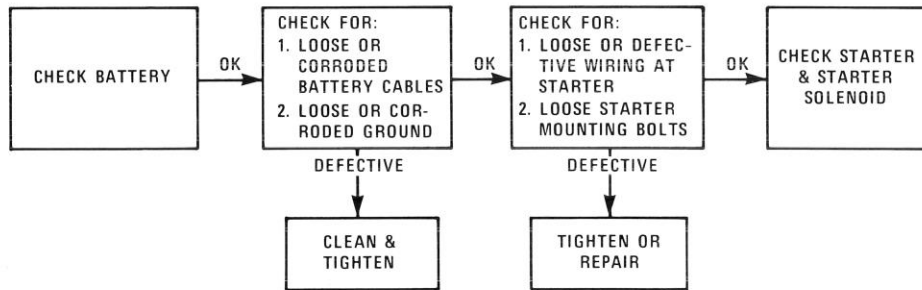 CHECK BATTERY
OK
CHECK FOR:
1. LOOSE OR
CORRODED
BATTERY CABLES
2. LOOSE OR COR-
RODED GROUND
OK
CHECK FOR:
1. LOOSE OR DEFEC-
TIVE WIRING AT
STARTER
2. LOOSE STARTER
MOUNTING BOLTS
OK
CHECK STARTER
& STARTER
SOLENOID
DEFECTIVE
DEFECTIVE
CLEAN &
TIGHTEN
TIGHTEN OR
REPAIR